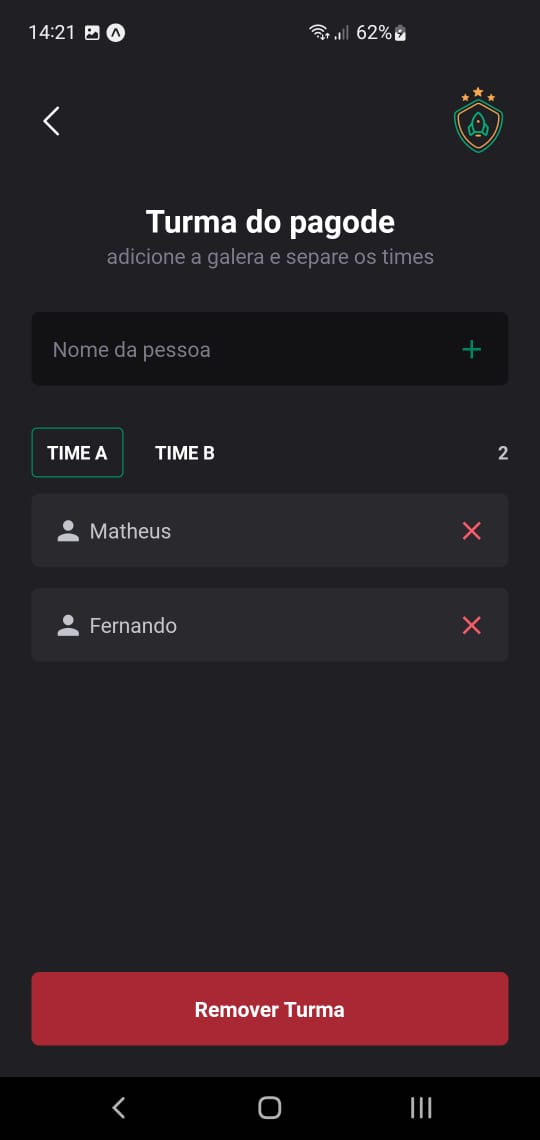 14:21 62%
Turma do pagode
adicione a galera e separe os times
Nome da pessoa
TIME A TIME B 2
Matheus
Fernando
Remover Turma